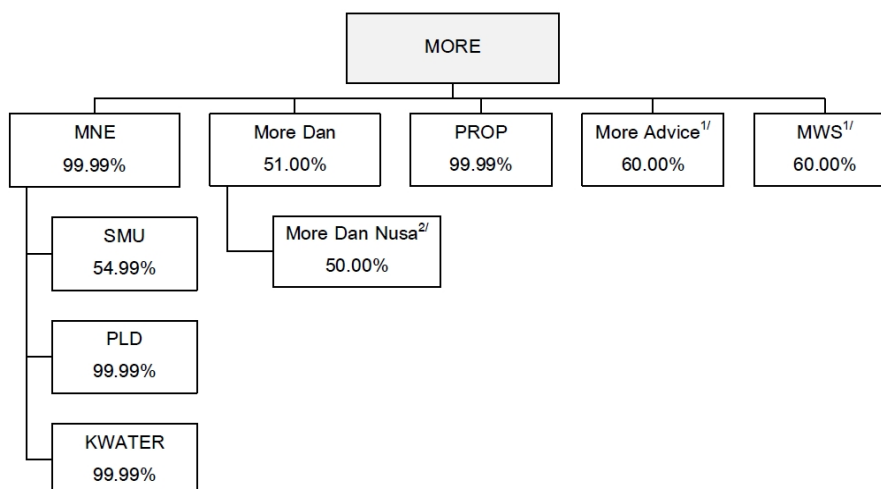 MORE
MNE
99.99%
More Dan
51.00%
PROP
99.99%
More Advice1/
60.00%
MWS1/
60.00%
SMU
54.99%
More Dan Nusa2/
50.00%
PLD
99.99%
KWATER
99.99%